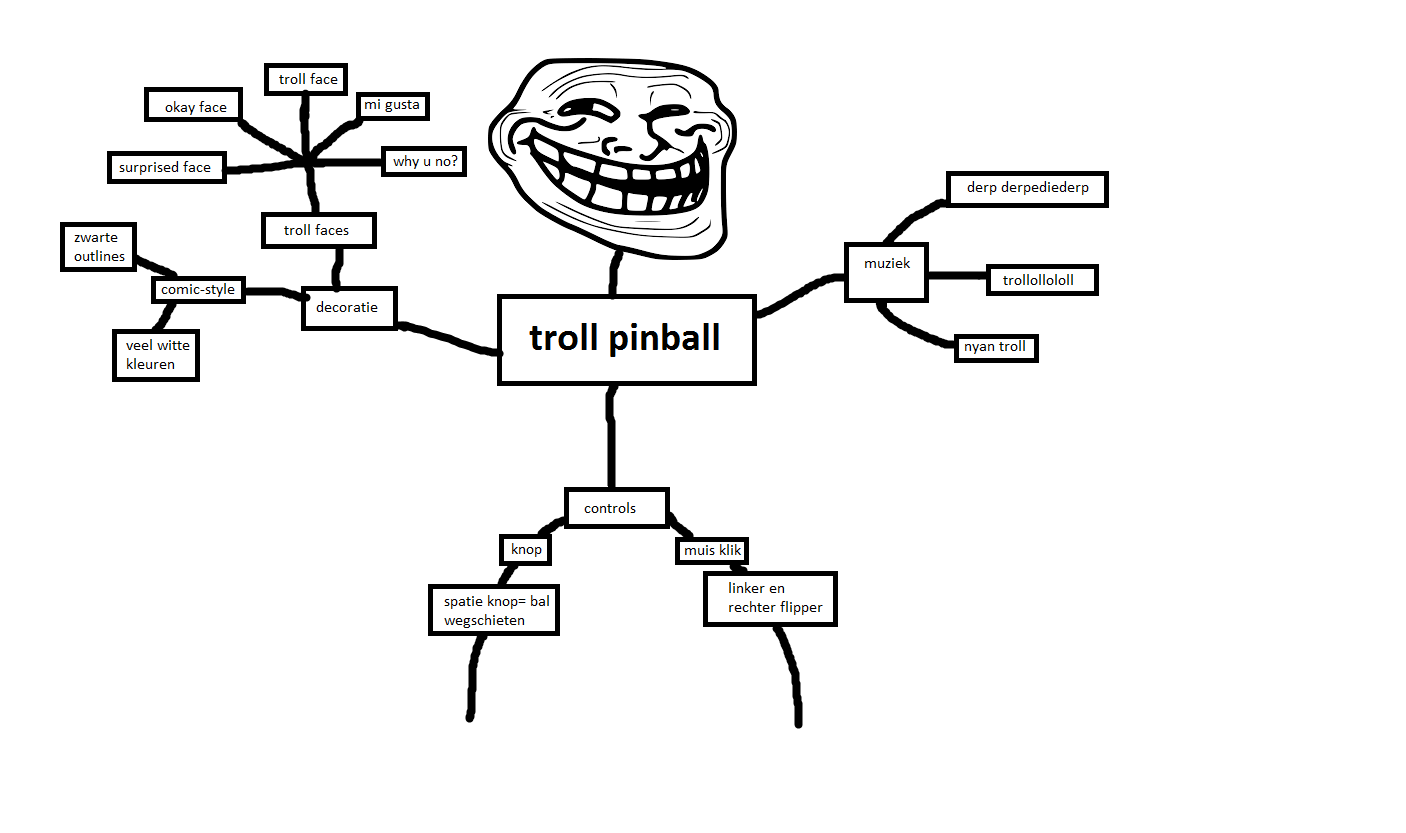 troll face
okay face
mi gusta
surprised face
why u no?
troll faces
zwarte
outlines
comic-style
decoratie
veel witte
kleuren
troll pinball
derp derpediederp
muziek
trollollololl
nyan troll
controls
knop
muis klik
spatie knop= bal
wegschieten
linker en
rechter flipper